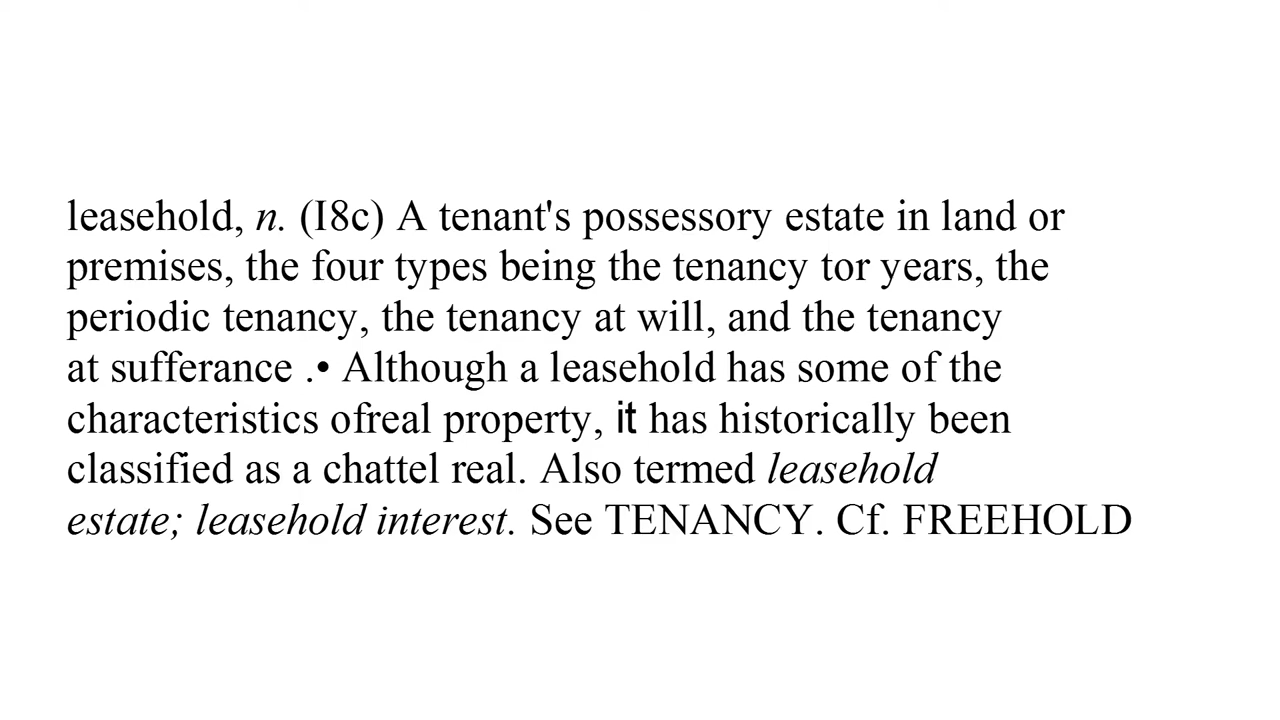 leasehold, n. (I8c) A tenant's possessory estate in land or
premises, the four types being the tenancy tor years, the
periodic tenancy, the tenancy at will, and the tenancy
at sufferance .• Although a leasehold has some of the
characteristics ofreal property, it has historically been
classified as a chattel real. Also termed leasehold
estate; leasehold interest. See TENANCY. Cf. FREEHOLD